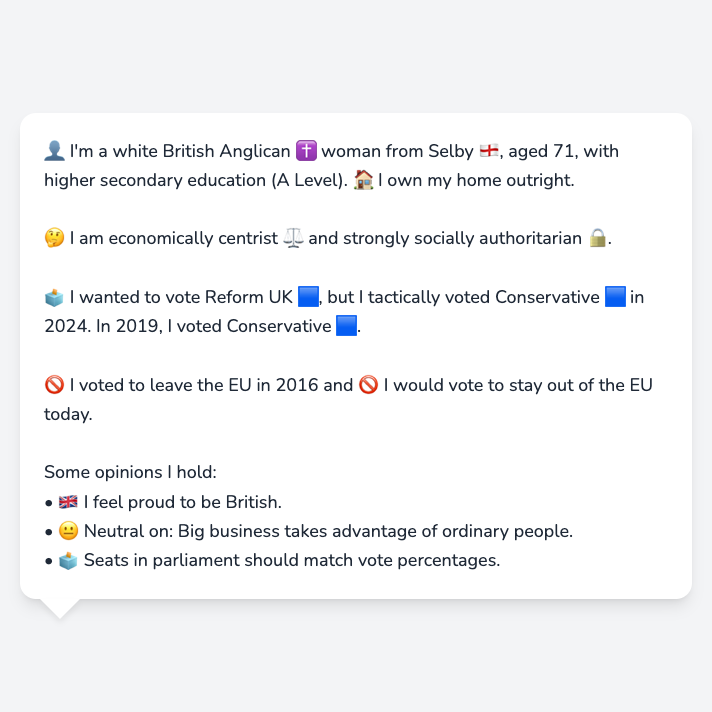 👤 I'm a white British Anglican ✝️ woman from Selby 🏴󠁧󠁢󠁥󠁮󠁧󠁿, aged 71, with
higher secondary education (A Level). 🏠 I own my home outright.
🤔 I am economically centrist ⚖️ and strongly socially authoritarian 🔒.
🗳️ I wanted to vote Reform UK 🟦, but I tactically voted Conservative 🟦 in
2024. In 2019, I voted Conservative 🟦.
🚫 I voted to leave the EU in 2016 and 🚫 I would vote to stay out of the EU
today.
Some opinions I hold:
• 🇬🇧 I feel proud to be British.
• 😐 Neutral on: Big business takes advantage of ordinary people.
• 🗳️ Seats in parliament should match vote percentages.